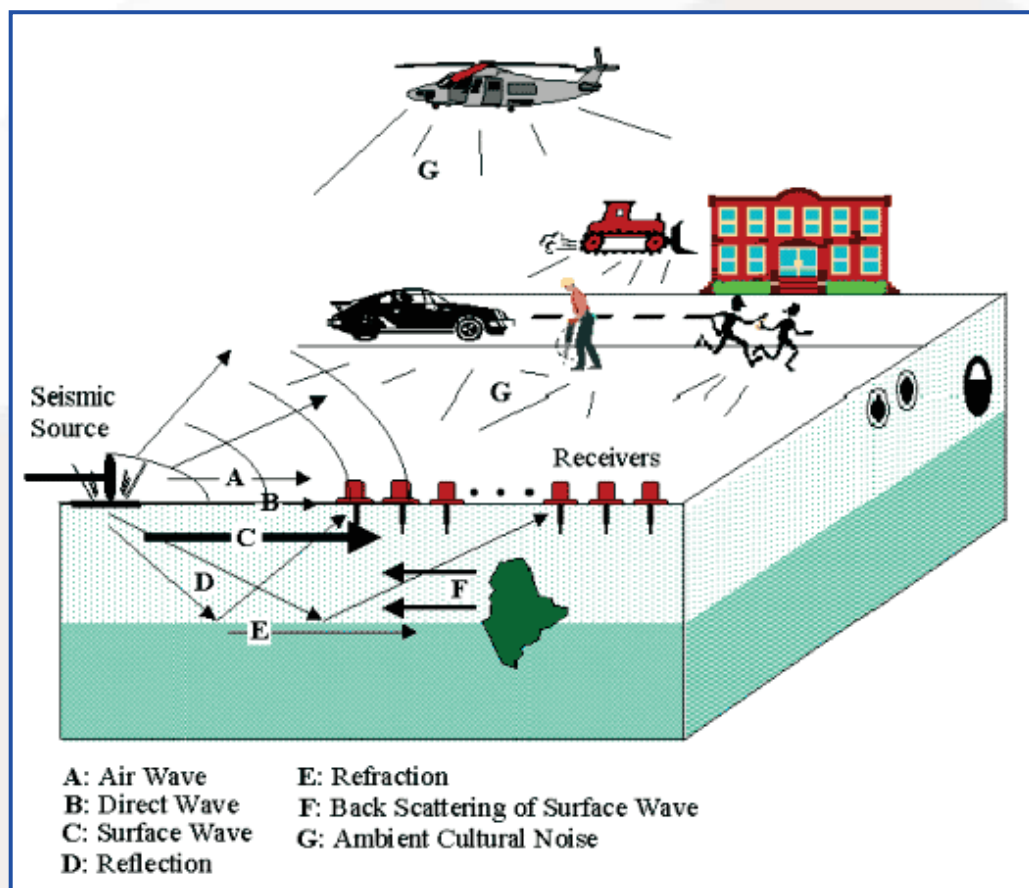 G
Seismic
Source
G
Receivers
A
B
C
D
F
E
A: Air Wave
B: Direct Wave
C: Surface Wave
D: Reflection
E: Refraction
F: Back Scattering of Surface Wave
G: Ambient Cultural Noise